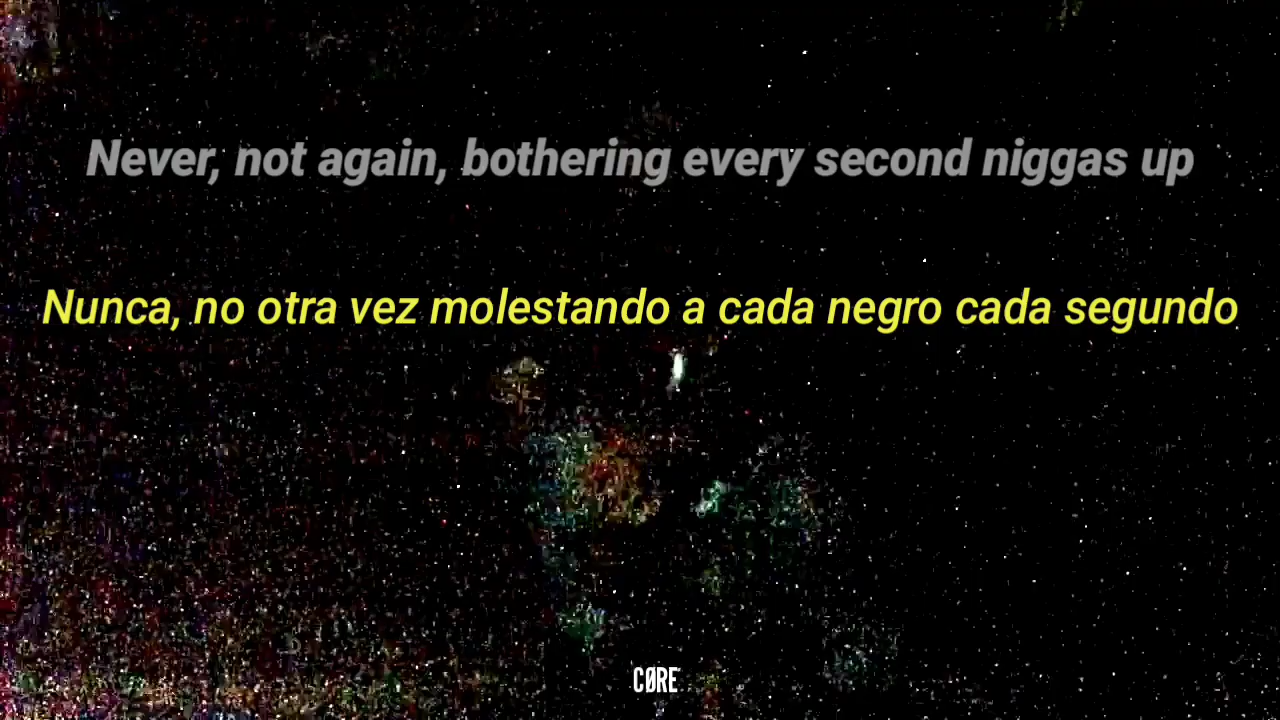 Never, not again, bothering every second niggas up
Nunca, no otra vez molestando a cada negro cada segundo
CØRE